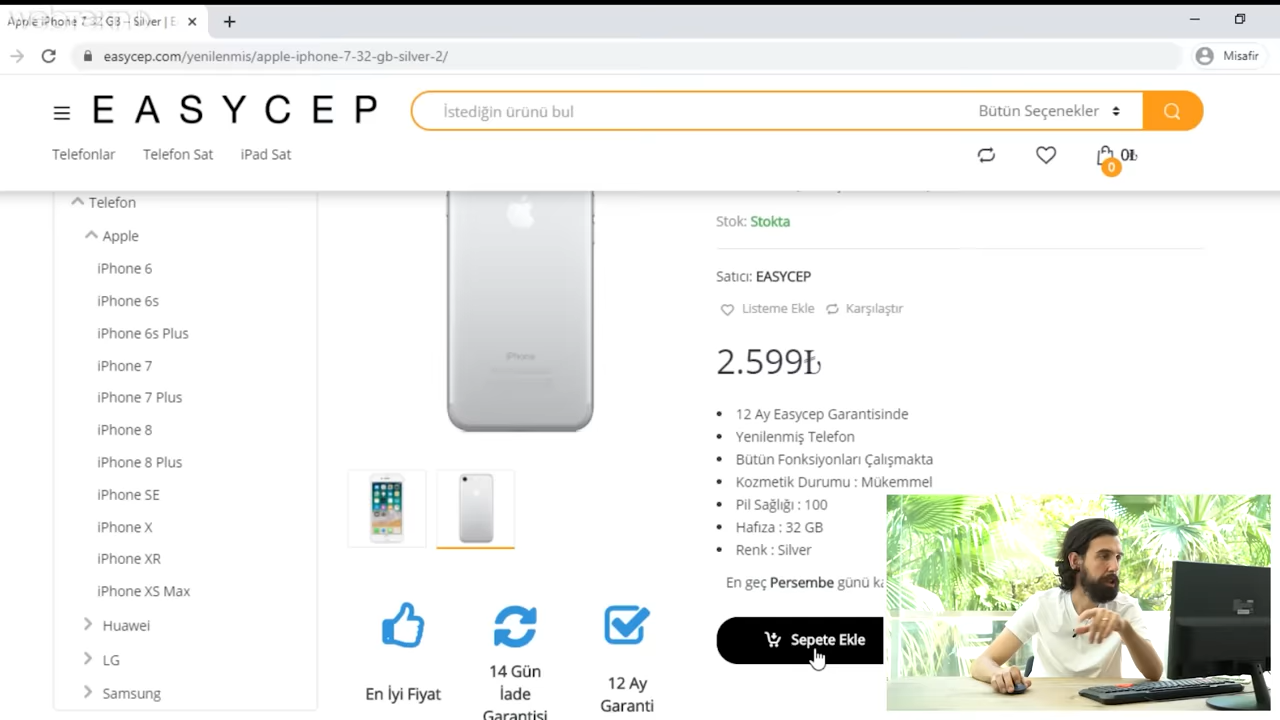 Apple iPhone 7 32 GB - Silver | E
easycep.com/yenilenmis/apple-iphone-7-32-gb-silver-2/
Misafir
EASYCEP
İstediğin ürünü bul
Bütün Seçenekler
Telefonlar
Telefon Sat
iPad Sat
0₺
0
Telefon
Apple
iPhone 6
iPhone 6s
iPhone 6s Plus
iPhone 7
iPhone 7 Plus
iPhone 8
iPhone 8 Plus
iPhone SE
iPhone X
iPhone XR
iPhone XS Max
Huawei
LG
Samsung
iPhone
En İyi Fiyat
14 Gün
İade
Garantisi
12 Ay
Garanti
Stok: Stokta
Satıcı: EASYCEP
Listeme Ekle
Karşılaştır
2.599₺
12 Ay Easycep Garantisinde
Yenilenmiş Telefon
Bütün Fonksiyonları Çalışmakta
Kozmetik Durumu : Mükemmel
Pil Sağlığı : 100
Hafıza : 32 GB
Renk : Silver
En geç Persembe günü ka
Sepete Ekle